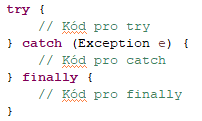 try {
    // Kód pro try
} catch (Exception e) {
    // Kód pro catch
} finally {
    // Kód pro finally
}